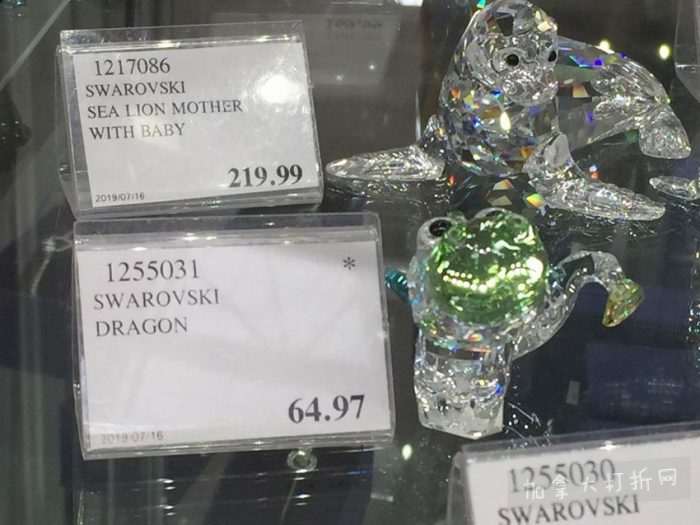 1217086
SWAROVSKI
SEA LION MOTHER
WITH BABY
219.99
2019/07/16
1255031 *
SWAROVSKI
DRAGON
64.97
2019/07/16
1255030
SWAROVSKI
加拿大打折网